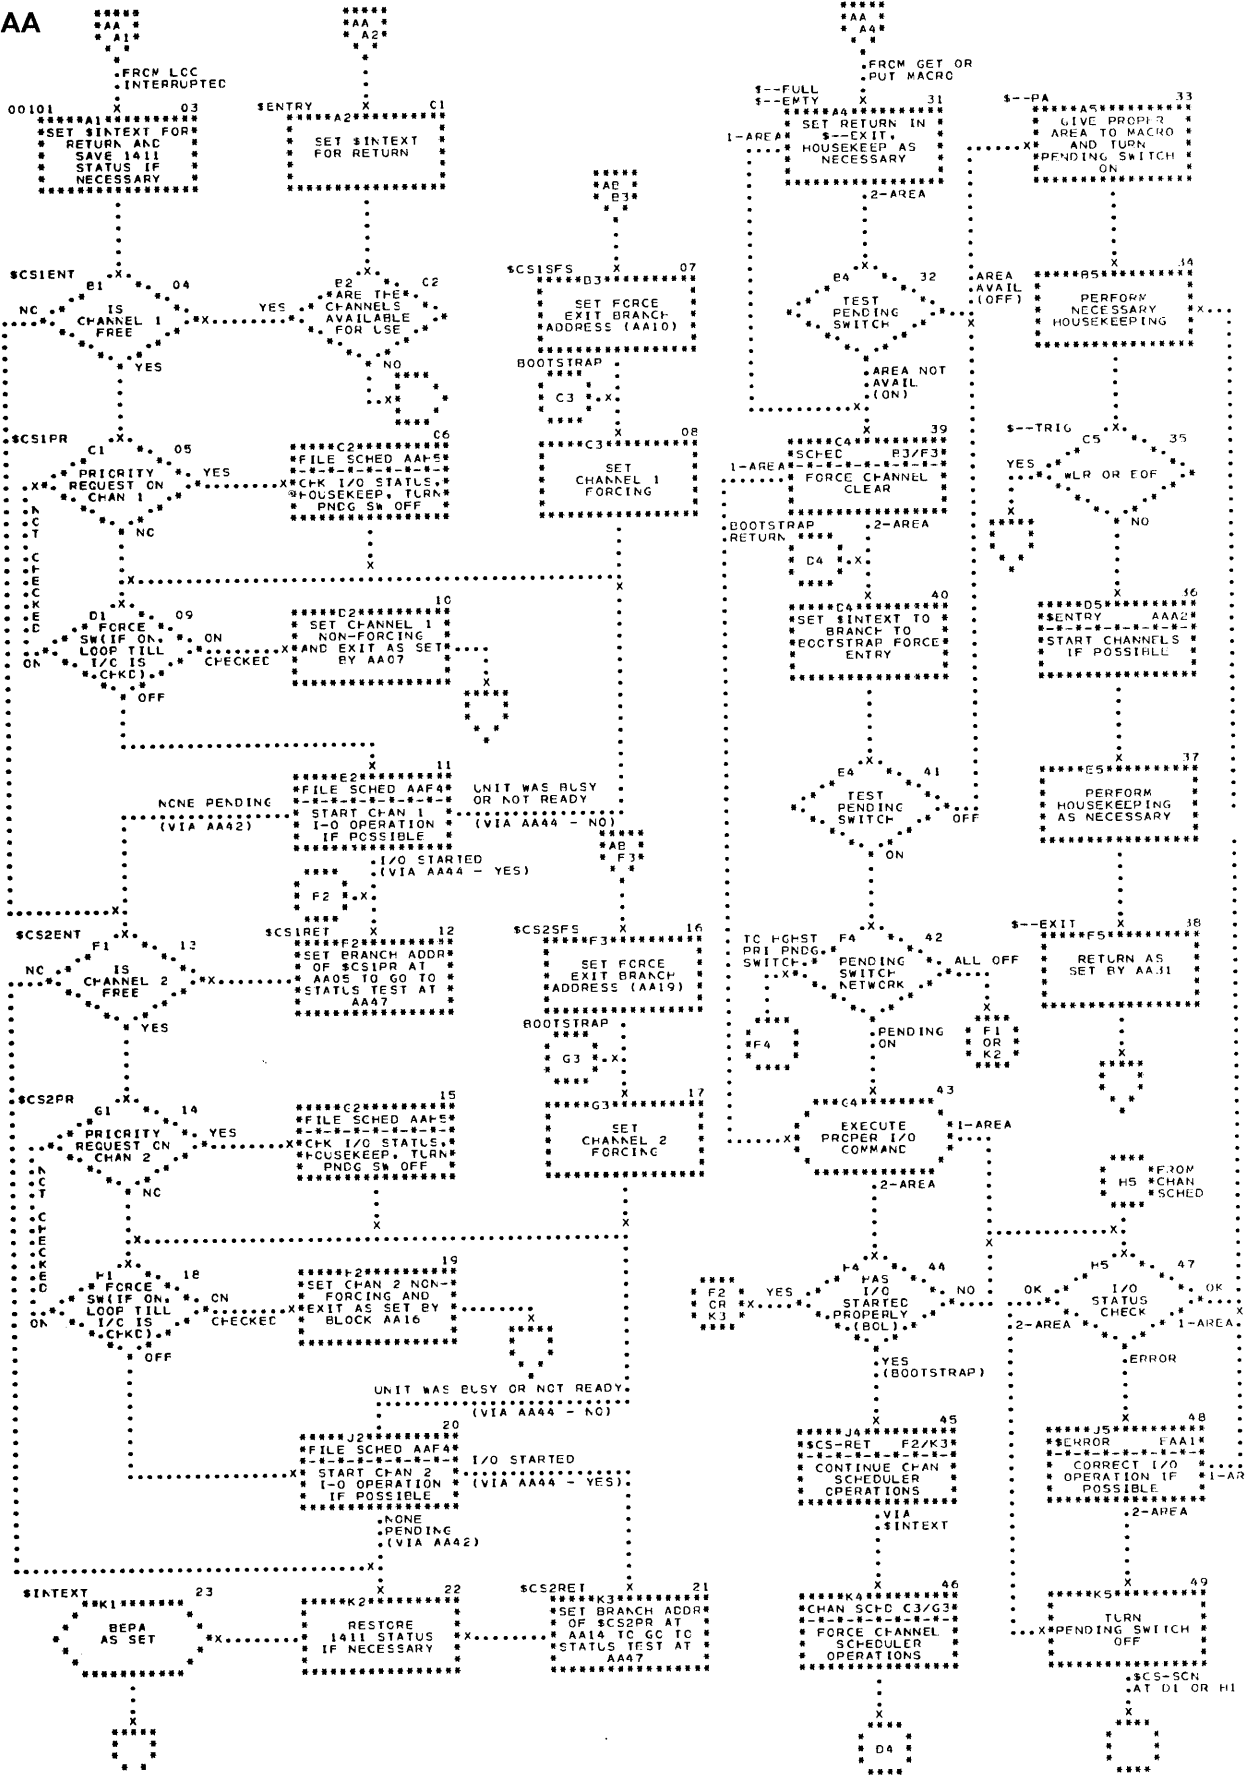 AA
AA
A1
FROM LCC
INTERRUPTED
00101
03
A1
SET $INTEXT FOR
RETURN AND
SAVE 1411
STATUS IF
NECESSARY
$CS1ENT
B1
04
IS
CHANNEL 1
FREE
NC
YES
$CS1PR
C1
05
PRIORITY
REQUEST CN
CHAN 1
YES
NC
NCT CHECKED
D1
09
FORCE
SW(IF ON,
LOOP TILL
I/C IS
CHKD)
ON
ON
CHECKED
OFF
NCNE PENDING
(VIA AA42)
$CS2ENT
F1
13
IS
CHANNEL 2
FREE
NC
YES
$CS2PR
G1
14
PRIORITY
REQUEST CN
CHAN 2
YES
NC
NCT CHECKED
H1
18
FORCE
SW(IF ON,
LOOP TILL
I/C IS
CHKD)
ON
CN
CHECKED
OFF
$INTEXT
23
K1
BEPA
AS SET
AA
A2
$ENTRY
C1
A2
SET $INTEXT
FOR RETURN
B2
C2
ARE THE
CHANNELS
AVAILABLE
FOR USE
YES
NO
C6
C2
FILE SCHED AAH5
CHK I/O STATUS,
HOUSEKEEP, TURN
PNDG SW OFF
10
D2
SET CHANNEL 1
NON-FORCING
AND EXIT AS SET
BY AA07
11
E2
FILE SCHED AAF4
START CHAN 1
I-O OPERATION
IF POSSIBLE
UNIT WAS BUSY
OR NOT READY
(VIA AA44 - NO)
I/O STARTED
(VIA AA44 - YES)
F2
$CS1RET
12
F2
SET BRANCH ADDR
OF $CS1PR AT
AA05 TO GO TO
STATUS TEST AT
AA47
15
G2
FILE SCHED AAH5
CHK I/O STATUS,
HOUSEKEEP, TURN
PNDG SW OFF
19
H2
SET CHAN 2 NON-
FORCING AND
EXIT AS SET BY
BLOCK AA16
UNIT WAS BUSY OR NOT READY
(VIA AA44 - NO)
20
J2
FILE SCHED AAF4
START CHAN 2
I-O OPERATION
IF POSSIBLE
I/O STARTED
(VIA AA44 - YES)
NONE
PENDING
(VIA AA42)
22
K2
RESTORE
1411 STATUS
IF NECESSARY
AB
B3
$CS1SFS
07
B3
SET FORCE
EXIT BRANCH
ADDRESS (AA10)
BOOTSTRAP
C3
08
C3
SET
CHANNEL 1
FORCING
AB
F3
$CS2SFS
16
F3
SET FORCE
EXIT BRANCH
ADDRESS (AA19)
BOOTSTRAP
G3
17
G3
SET
CHANNEL 2
FORCING
$CS2RET
21
K3
SET BRANCH ADDR
OF $CS2PR AT
AA14 TC GC TC
STATUS TEST AT
AA47
AA
A4
FROM GET OR
PUT MACRO
$--FULL
$--EMTY
31
A4
SET RETURN IN
$--EXIT,
HOUSEKEEP AS
NECESSARY
1-AREA
2-AREA
B4
32
TEST
PENDING
SWITCH
AREA
AVAIL
(OFF)
AREA NOT
AVAIL
(ON)
39
C4
SCHED B3/F3
FORCE CHANNEL
CLEAR
1-AREA
2-AREA
BOOTSTRAP
RETURN
D4
40
D4
SET $INTEXT TO
BRANCH TO
BOOTSTRAP FORCE
ENTRY
E4
41
TEST
PENDING
SWITCH
OFF
ON
TC HGHST
PRI PNDG
SWITCH
F4
42
PENDING
SWITCH
NETWORK
ALL OFF
F4
F1
OR
K2
PENDING
ON
43
G4
EXECUTE
PROPER I/O
COMMAND
1-AREA
2-AREA
H4
44
HAS
I/O
STARTED
PROPERLY
(BOL)
YES
F2
CR
K3
NO
YES
(BOOTSTRAP)
45
J4
$CS-RET F2/K3
CONTINUE CHAN
SCHEDULER
OPERATIONS
VIA
$INTEXT
46
K4
CHAN SCHD C3/G3
FORCE CHANNEL
SCHEDULER
OPERATIONS
D4
$--PA
33
A5
GIVE PROPER
AREA TO MACRO
AND TURN
PENDING SWITCH
ON
34
B5
PERFORM
NECESSARY
HOUSEKEEPING
$--TRIG
C5
35
WLR OR EOF
YES
NO
36
D5
$ENTRY AAA2
START CHANNELS
IF POSSIBLE
37
E5
PERFORM
HOUSEKEEPING
AS NECESSARY
$--EXIT
38
F5
RETURN AS
SET BY AA31
H5
FROM
CHAN
SCHED
H5
47
I/O
STATUS
CHECK
OK
2-AREA
OK
1-AREA
ERROR
48
J5
$ERROR EAA1
CORRECT I/O
OPERATION IF
POSSIBLE
1-AR
2-AREA
49
K5
TURN
PENDING SWITCH
OFF
$CS-SCN
AT D1 OR H1